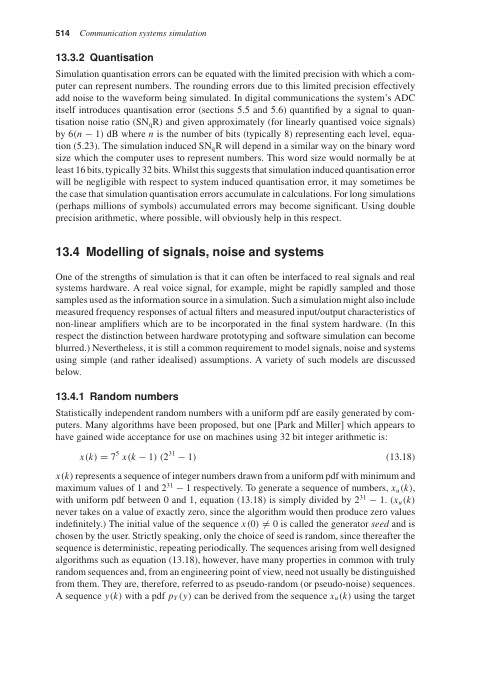 514 Communication systems simulation
13.3.2 Quantisation
Simulation quantisation errors can be equated with the limited precision with which a com-
puter can represent numbers. The rounding errors due to this limited precision effectively
add noise to the waveform being simulated. In digital communications the system's ADC
itself introduces quantisation error (sections 5.5 and 5.6) quantified by a signal to quan-
tisation noise ratio (SNqR) and given approximately (for linearly quantised voice signals)
by 6(n − 1) dB where n is the number of bits (typically 8) representing each level, equa-
tion (5.23). The simulation induced SNqR will depend in a similar way on the binary word
size which the computer uses to represent numbers. This word size would normally be at
least 16 bits, typically 32 bits. Whilst this suggests that simulation induced quantisation error
will be negligible with respect to system induced quantisation error, it may sometimes be
the case that simulation quantisation errors accumulate in calculations. For long simulations
(perhaps millions of symbols) accumulated errors may become significant. Using double
precision arithmetic, where possible, will obviously help in this respect.
13.4 Modelling of signals, noise and systems
One of the strengths of simulation is that it can often be interfaced to real signals and real
systems hardware. A real voice signal, for example, might be rapidly sampled and those
samples used as the information source in a simulation. Such a simulation might also include
measured frequency responses of actual filters and measured input/output characteristics of
non-linear amplifiers which are to be incorporated in the final system hardware. (In this
respect the distinction between hardware prototyping and software simulation can become
blurred.) Nevertheless, it is still a common requirement to model signals, noise and systems
using simple (and rather idealised) assumptions. A variety of such models are discussed
below.
13.4.1 Random numbers
Statistically independent random numbers with a uniform pdf are easily generated by com-
puters. Many algorithms have been proposed, but one [Park and Miller] which appears to
have gained wide acceptance for use on machines using 32 bit integer arithmetic is:
x(k) = 7⁵ x(k − 1) (2³¹ − 1) (13.18)
x(k) represents a sequence of integer numbers drawn from a uniform pdf with minimum and
maximum values of 1 and 2³¹ − 1 respectively. To generate a sequence of numbers, xᵤ(k),
with uniform pdf between 0 and 1, equation (13.18) is simply divided by 2³¹ − 1. (xᵤ(k)
never takes on a value of exactly zero, since the algorithm would then produce zero values
indefinitely.) The initial value of the sequence x(0) ≠ 0 is called the generator seed and is
chosen by the user. Strictly speaking, only the choice of seed is random, since thereafter the
sequence is deterministic, repeating periodically. The sequences arising from well designed
algorithms such as equation (13.18), however, have many properties in common with truly
random sequences and, from an engineering point of view, need not usually be distinguished
from them. They are, therefore, referred to as pseudo-random (or pseudo-noise) sequences.
A sequence y(k) with a pdf pY(y) can be derived from the sequence xᵤ(k) using the target